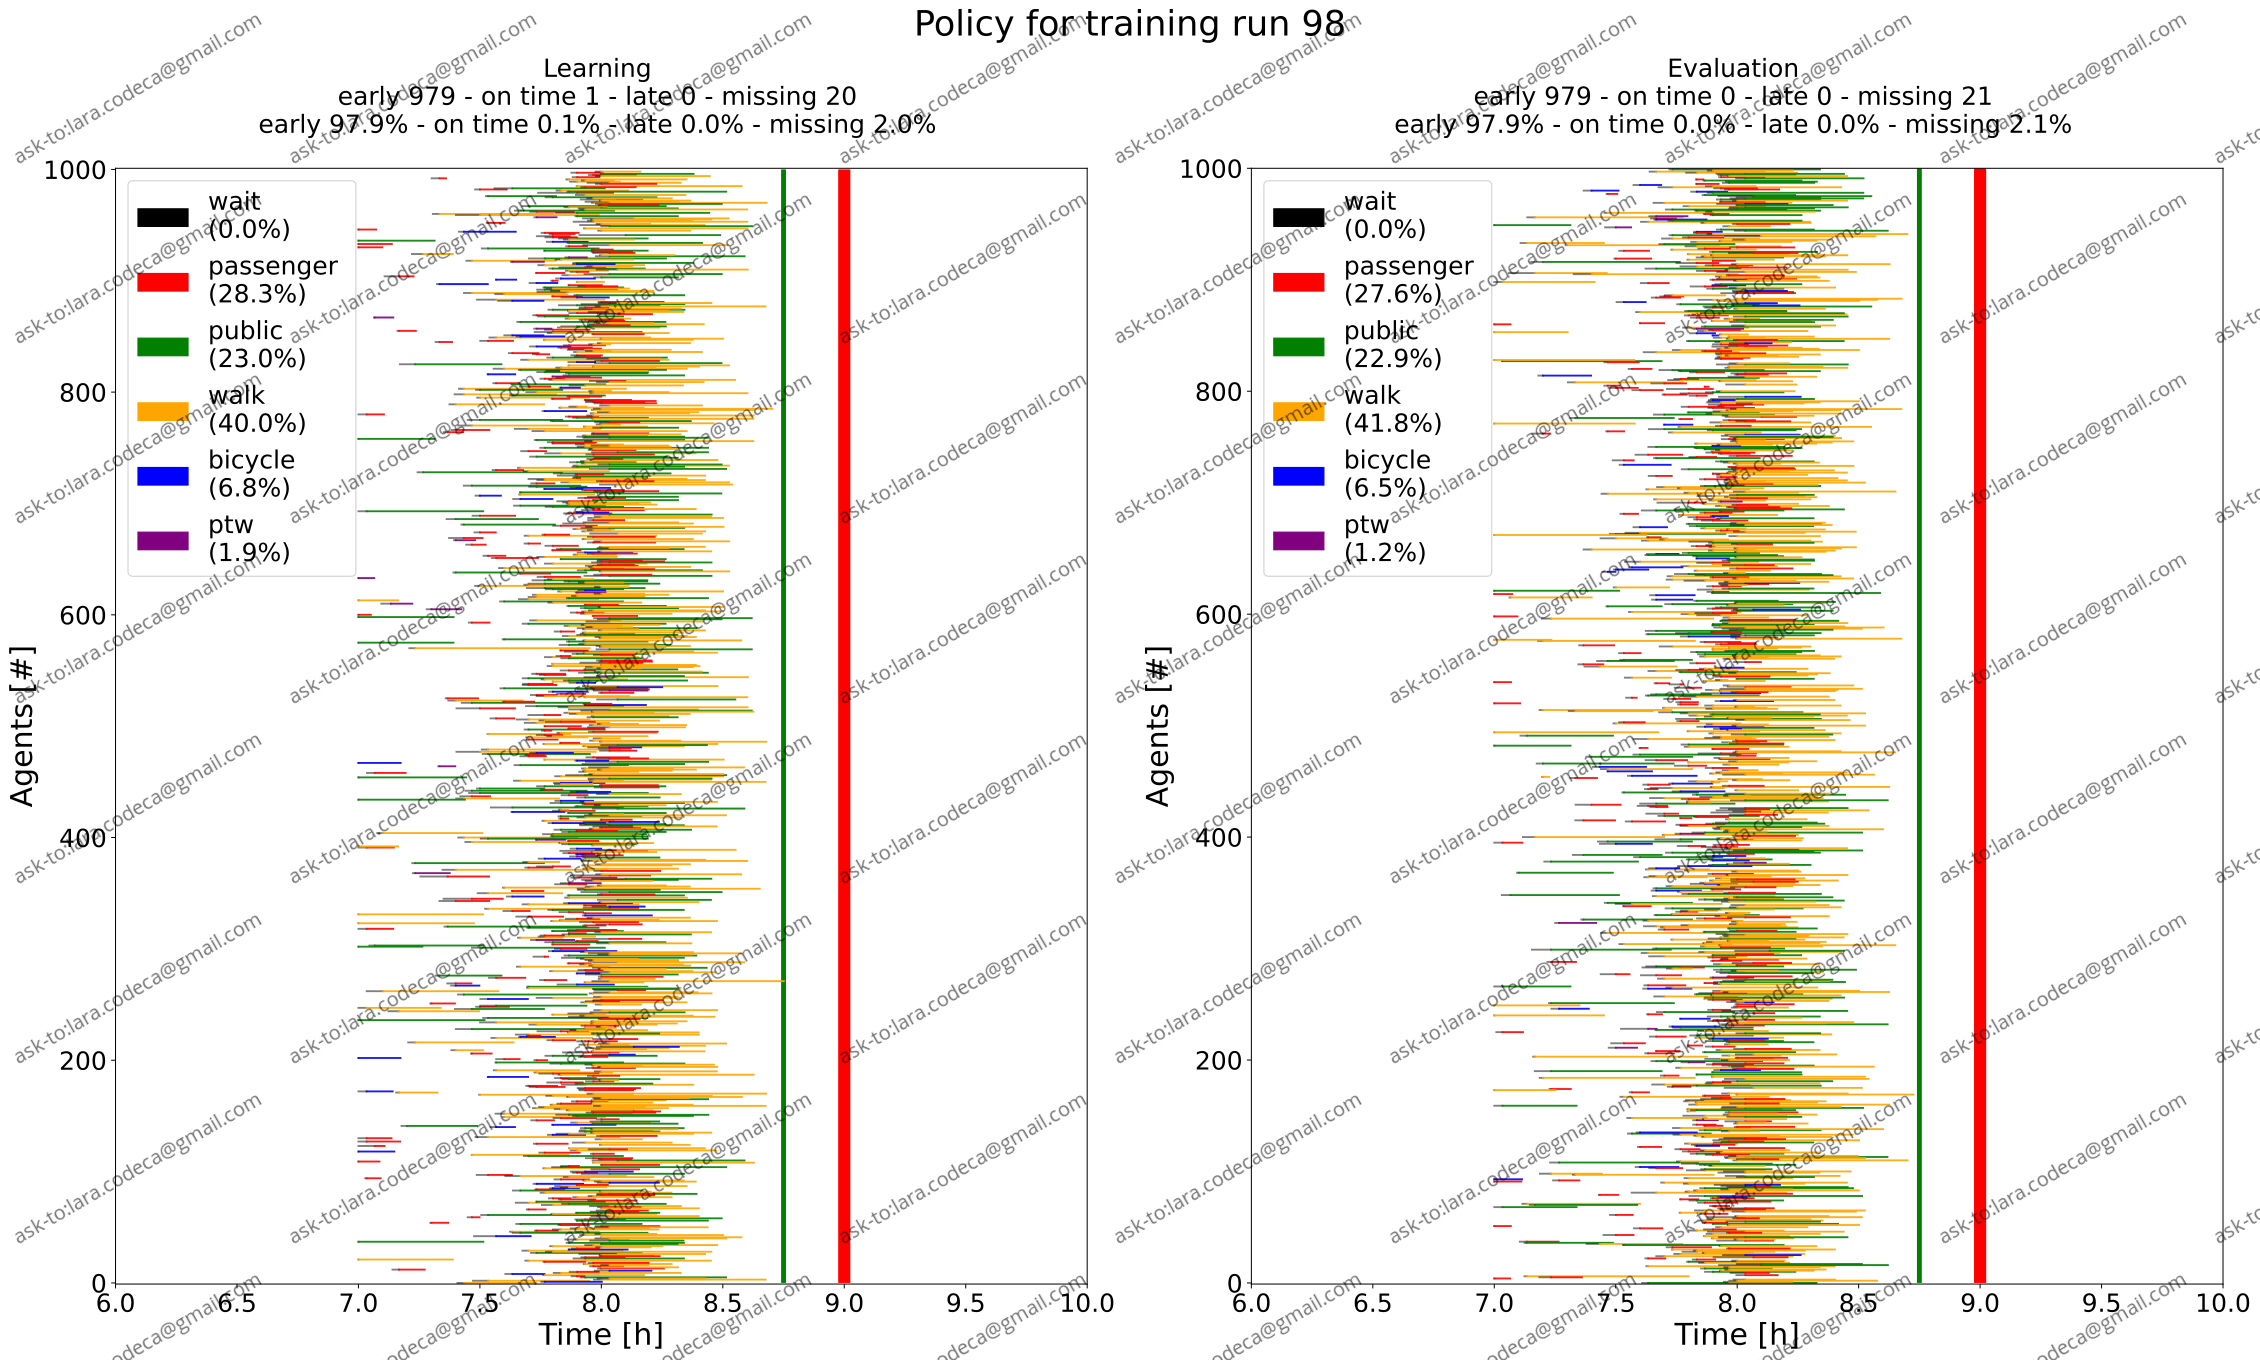 Policy for training run 98
Learning
early 979 - on time 1 - late 0 - missing 20
early 97.9% - on time 0.1% - late 0.0% - missing 2.0%
1000
800
600
400
200
0
Agents [#]
wait
(0.0%)
passenger
(28.3%)
public
(23.0%)
walk
(40.0%)
bicycle
(6.8%)
ptw
(1.9%)
6.0 6.5 7.0 7.5 8.0 8.5 9.0 9.5 10.0
Time [h]
Evaluation
early 979 - on time 0 - late 0 - missing 21
early 97.9% - on time 0.0% - late 0.0% - missing 2.1%
1000
800
600
400
200
0
Agents [#]
wait
(0.0%)
passenger
(27.6%)
public
(22.9%)
walk
(41.8%)
bicycle
(6.5%)
ptw
(1.2%)
6.0 6.5 7.0 7.5 8.0 8.5 9.0 9.5 10.0
Time [h]
ask-to:lara.codeca@gmail.com